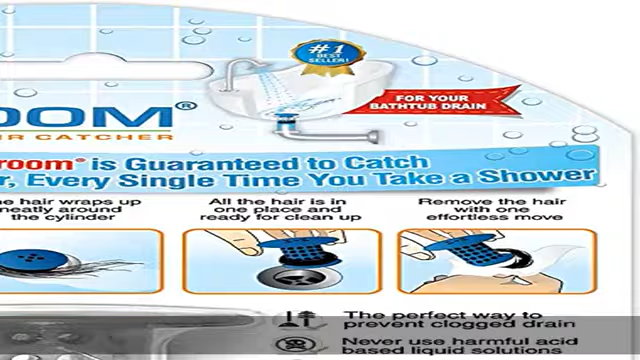 #1
BEST
SELLER!
OOM®
IR CATCHER
FOR YOUR
BATHTUB DRAIN
room® is Guaranteed to Catch
r, Every Single Time You Take a Shower
he hair wraps up
neatly around
the cylinder
All the hair is in
one place and
ready for clean up
Remove the hair
with one
effortless move
The perfect way to
prevent clogged drain
Never use harmful acid
based liquid solutions